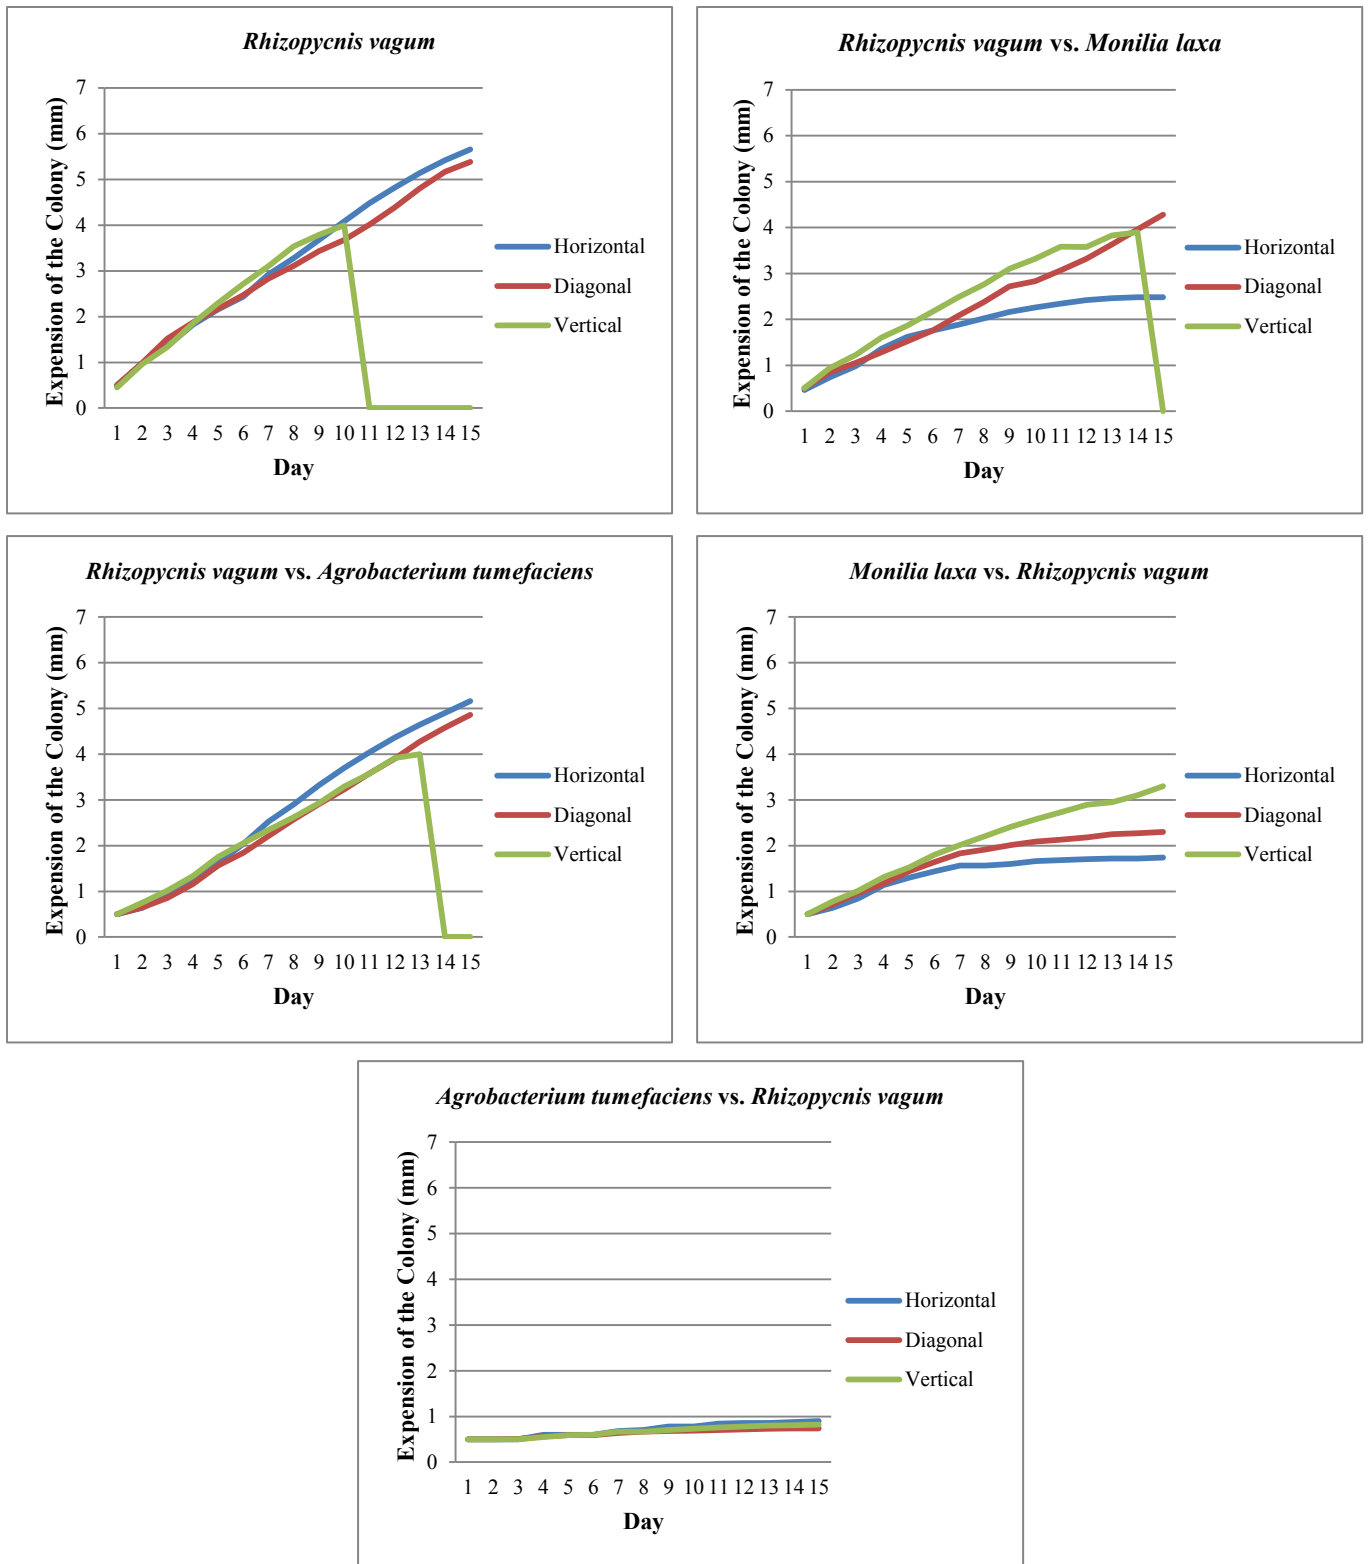 Rhizopycnis vagum
Expension of the Colony (mm)
7
6
5
4
3
2
1
0
1 2 3 4 5 6 7 8 9 10 11 12 13 14 15
Day
Horizontal
Diagonal
Vertical
Rhizopycnis vagum vs. Monilia laxa
Expension of the Colony (mm)
7
6
5
4
3
2
1
0
1 2 3 4 5 6 7 8 9 10 11 12 13 14 15
Day
Horizontal
Diagonal
Vertical
Rhizopycnis vagum vs. Agrobacterium tumefaciens
Expension of the Colony (mm)
7
6
5
4
3
2
1
0
1 2 3 4 5 6 7 8 9 10 11 12 13 14 15
Day
Horizontal
Diagonal
Vertical
Monilia laxa vs. Rhizopycnis vagum
Expension of the Colony (mm)
7
6
5
4
3
2
1
0
1 2 3 4 5 6 7 8 9 10 11 12 13 14 15
Day
Horizontal
Diagonal
Vertical
Agrobacterium tumefaciens vs. Rhizopycnis vagum
Expension of the Colony (mm)
7
6
5
4
3
2
1
0
1 2 3 4 5 6 7 8 9 10 11 12 13 14 15
Day
Horizontal
Diagonal
Vertical